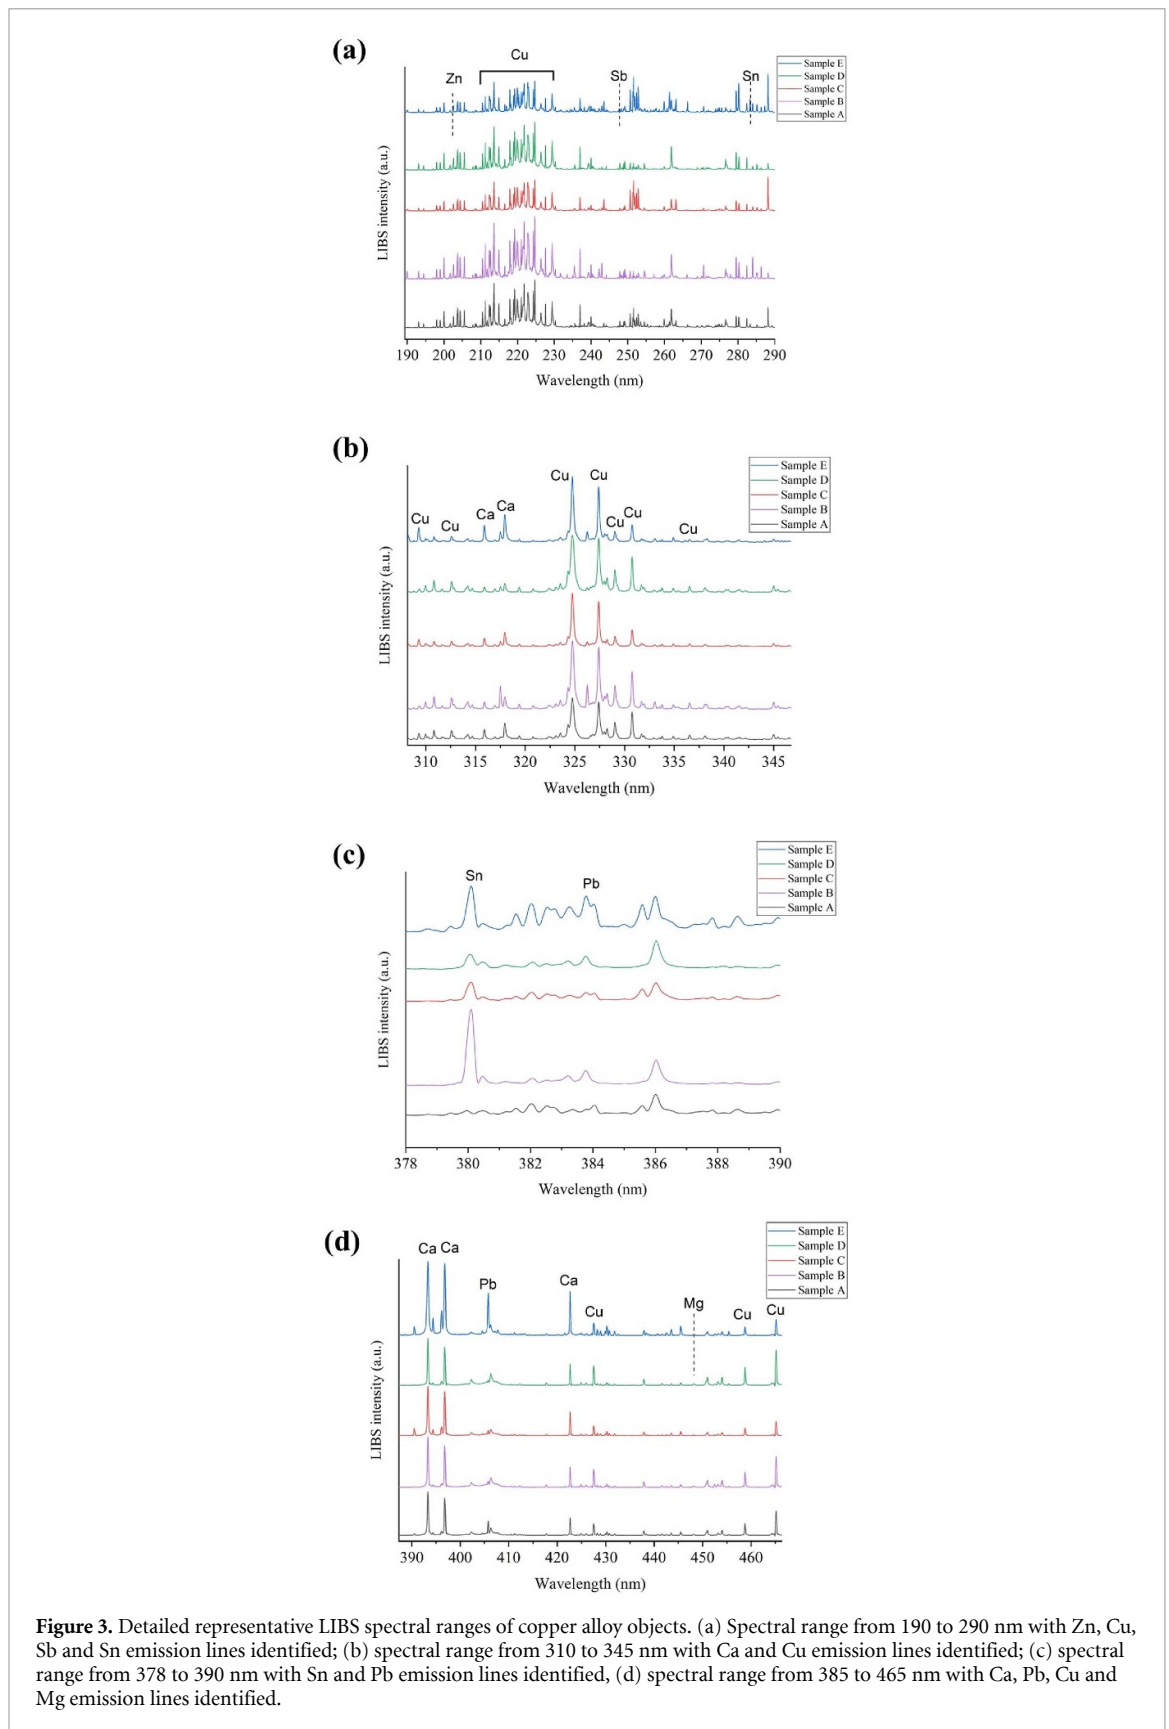 (a)
Zn
Cu
Sb
Sn
Sample E
Sample D
Sample C
Sample B
Sample A
LIBS intensity (a.u.)
190 200 210 220 230 240 250 260 270 280 290
Wavelength (nm)
(b)
Cu
Cu
Ca
Ca
Cu
Cu
Cu
Cu
Cu
Sample E
Sample D
Sample C
Sample B
Sample A
LIBS intensity (a.u.)
310 315 320 325 330 335 340 345
Wavelength (nm)
(c)
Sn
Pb
Sample E
Sample D
Sample C
Sample B
Sample A
LIBS intensity (a.u.)
378 380 382 384 386 388 390
Wavelength (nm)
(d)
Ca
Ca
Pb
Ca
Cu
Mg
Cu
Cu
Sample E
Sample D
Sample C
Sample B
Sample A
LIBS intensity (a.u.)
390 400 410 420 430 440 450 460
Wavelength (nm)
Figure 3. Detailed representative LIBS spectral ranges of copper alloy objects. (a) Spectral range from 190 to 290 nm with Zn, Cu,
Sb and Sn emission lines identified; (b) spectral range from 310 to 345 nm with Ca and Cu emission lines identified; (c) spectral
range from 378 to 390 nm with Sn and Pb emission lines identified, (d) spectral range from 385 to 465 nm with Ca, Pb, Cu and
Mg emission lines identified.